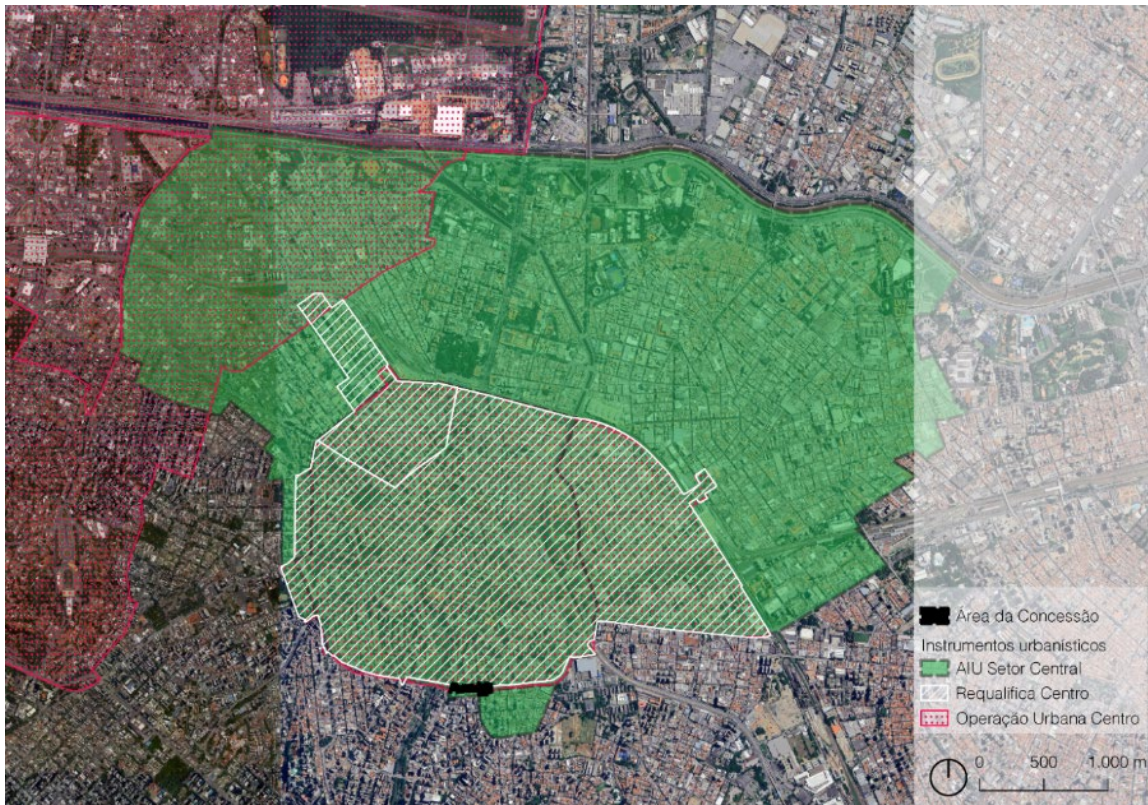 Área da Concessão
Instrumentos urbanísticos
AIU Setor Central
Requalifica Centro
Operação Urbana Centro
0 500 1.000 m